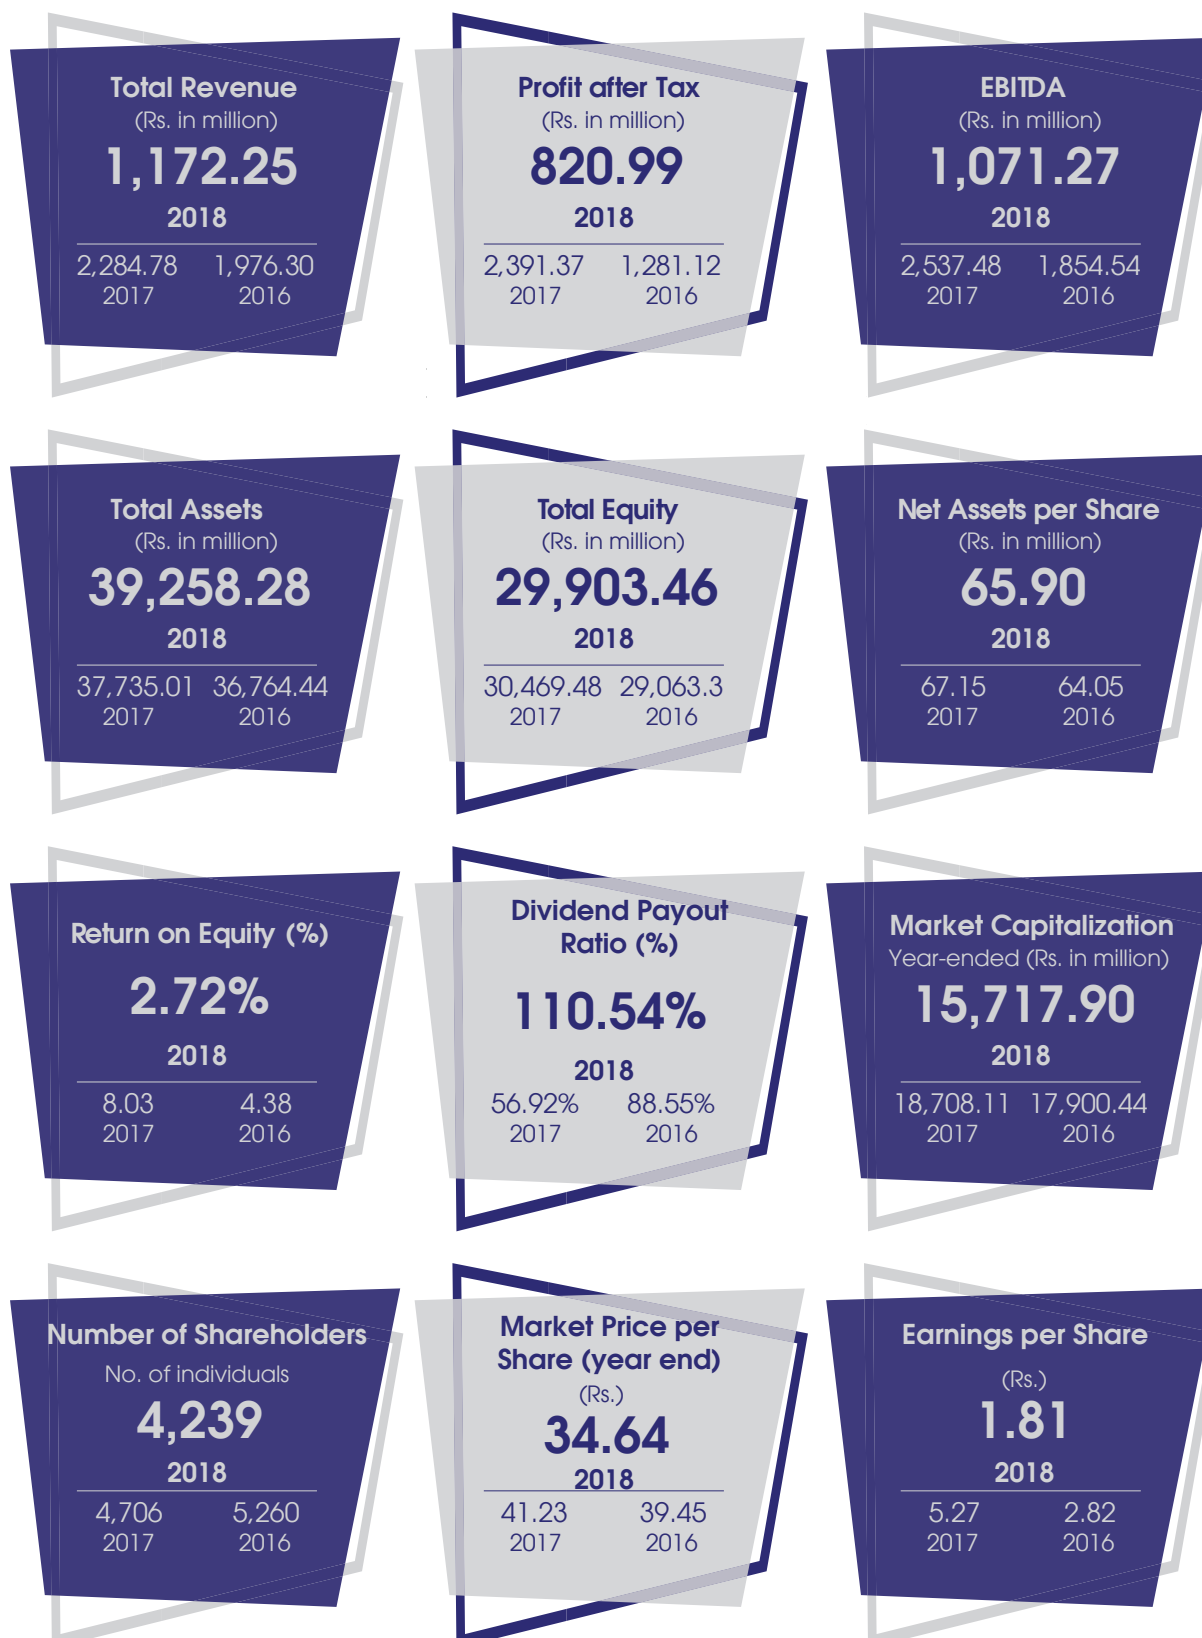 Total Revenue
(Rs. in million)
1,172.25
2018
2,284.78 1,976.30
2017 2016
Profit after Tax
(Rs. in million)
820.99
2018
2,391.37 1,281.12
2017 2016
EBITDA
(Rs. in million)
1,071.27
2018
2,537.48 1,854.54
2017 2016
Total Assets
(Rs. in million)
39,258.28
2018
37,735.01 36,764.44
2017 2016
Total Equity
(Rs. in million)
29,903.46
2018
30,469.48 29,063.3
2017 2016
Net Assets per Share
(Rs. in million)
65.90
2018
67.15 64.05
2017 2016
Return on Equity (%)
2.72%
2018
8.03 4.38
2017 2016
Dividend Payout
Ratio (%)
110.54%
2018
56.92% 88.55%
2017 2016
Market Capitalization
Year-ended (Rs. in million)
15,717.90
2018
18,708.11 17,900.44
2017 2016
Number of Shareholders
No. of individuals
4,239
2018
4,706 5,260
2017 2016
Market Price per
Share (year end)
(Rs.)
34.64
2018
41.23 39.45
2017 2016
Earnings per Share
(Rs.)
1.81
2018
5.27 2.82
2017 2016